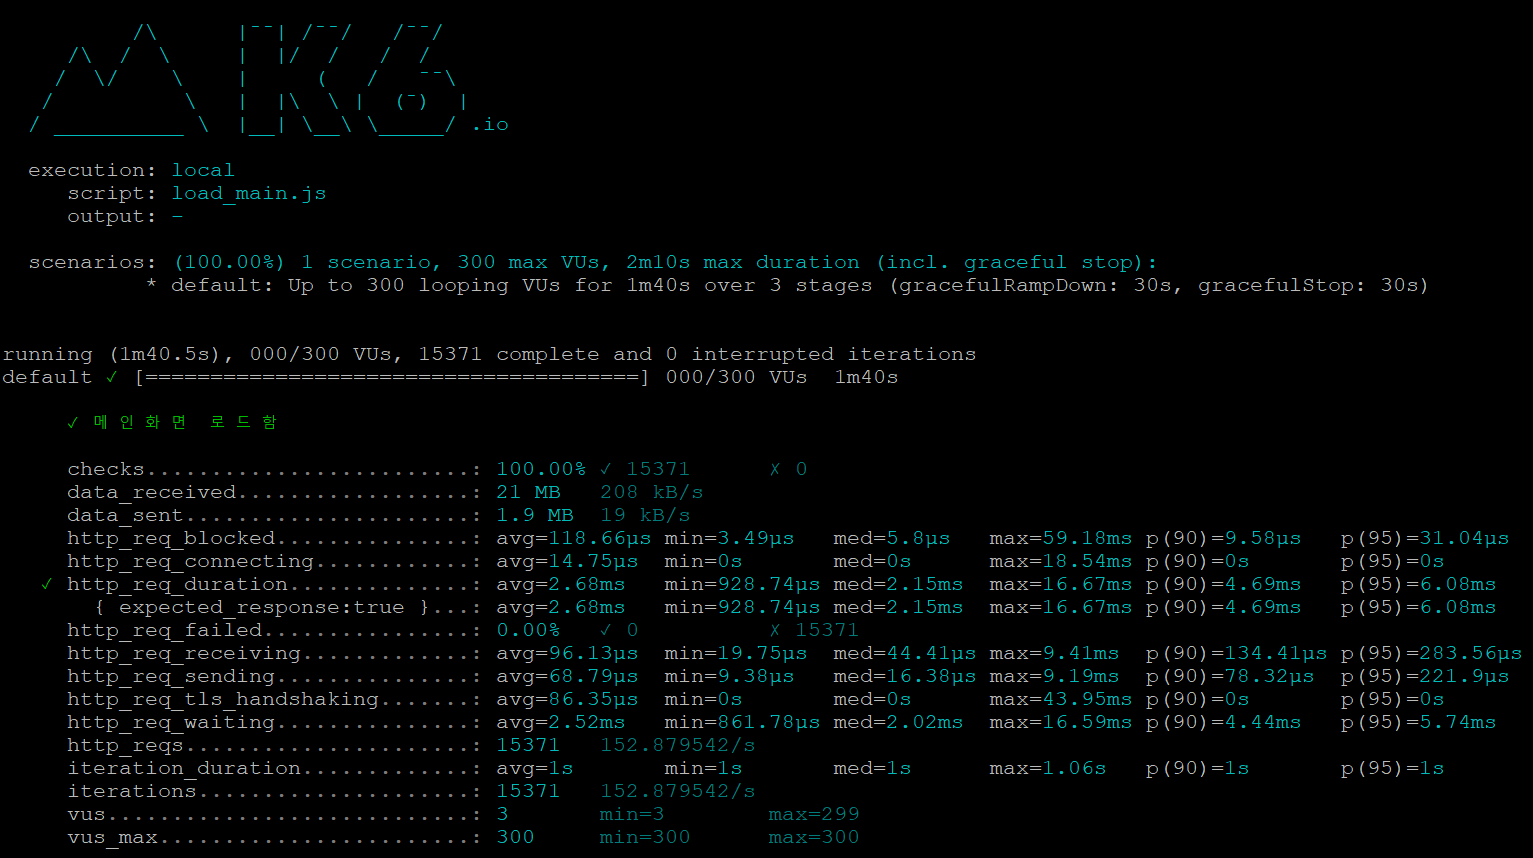 /\      |‾‾| /‾‾/   /‾‾/
/\  /  \     |  |/  /   /  /
/  \/    \    |     (   /   ‾‾\
/          \   |  |\  \ |  (‾)  |
/ __________ \  |__| \__\ \_____/ .io
execution: local
script: load_main.js
output: -
scenarios: (100.00%) 1 scenario, 300 max VUs, 2m10s max duration (incl. graceful stop):
* default: Up to 300 looping VUs for 1m40s over 3 stages (gracefulRampDown: 30s, gracefulStop: 30s)
running (1m40.5s), 000/300 VUs, 15371 complete and 0 interrupted iterations
default ✓ [======================================] 000/300 VUs  1m40s
✓ 메인화면 로드함
checks.........................: 100.00% ✓ 15371      ✗ 0
data_received..................: 21 MB   208 kB/s
data_sent......................: 1.9 MB  19 kB/s
http_req_blocked...............: avg=118.66µs min=3.49µs   med=5.8µs   max=59.18ms p(90)=9.58µs   p(95)=31.04µs
http_req_connecting............: avg=14.75µs  min=0s       med=0s      max=18.54ms p(90)=0s       p(95)=0s
✓ http_req_duration..............: avg=2.68ms   min=928.74µs med=2.15ms  max=16.67ms p(90)=4.69ms   p(95)=6.08ms
{ expected_response:true }...: avg=2.68ms   min=928.74µs med=2.15ms  max=16.67ms p(90)=4.69ms   p(95)=6.08ms
http_req_failed................: 0.00%   ✓ 0          ✗ 15371
http_req_receiving.............: avg=96.13µs  min=19.75µs  med=44.41µs max=9.41ms  p(90)=134.41µs p(95)=283.56µs
http_req_sending...............: avg=68.79µs  min=9.38µs   med=16.38µs max=9.19ms  p(90)=78.32µs  p(95)=221.9µs
http_req_tls_handshaking.......: avg=86.35µs  min=0s       med=0s      max=43.95ms p(90)=0s       p(95)=0s
http_req_waiting...............: avg=2.52ms   min=861.78µs med=2.02ms  max=16.59ms p(90)=4.44ms   p(95)=5.74ms
http_reqs......................: 15371   152.879542/s
iteration_duration.............: avg=1s       min=1s       med=1s      max=1.06s   p(90)=1s       p(95)=1s
iterations.....................: 15371   152.879542/s
vus............................: 3       min=3        max=299
vus_max........................: 300     min=300      max=300